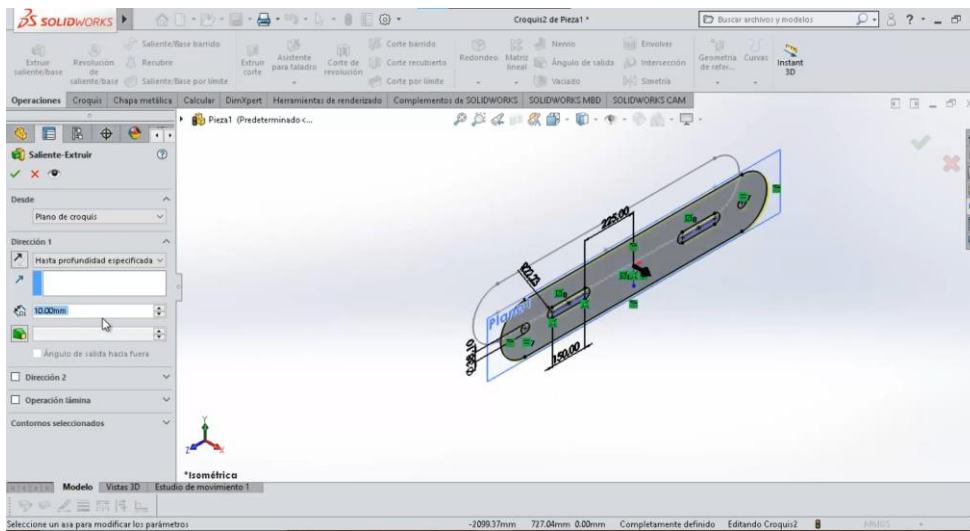 SOLIDWORKS
Croquis2 de Pieza1 *
Buscar archivos y modelos
Extruir saliente/base
Revolución de saliente/base
Saliente/Base barrido
Recubrir
Saliente/Base por límite
Extruir corte
Asistente para taladro
Corte de revolución
Corte barrido
Corte recubierto
Corte por límite
Redondeo
Matriz lineal
Nervio
Ángulo de salida
Vaciado
Envolver
Intersección
Simetría
Geometría de refer...
Curvas
Instant 3D
Operaciones Croquis Chapa metálica Calcular DimXpert Herramientas de renderizado Complementos de SOLIDWORKS SOLIDWORKS MBD SOLIDWORKS CAM
Pieza1 (Predeterminado<...
Saliente-Extruir
Desde
Plano de croquis
Dirección 1
Hasta profundidad especificada
10.00mm
Ángulo de salida hacia fuera
Dirección 2
Operación lámina
Contornos seleccionados
225.00
150.00
Y
Z
*Isométrica
Modelo Vistas 3D Estudio de movimiento 1
Seleccione un asa para modificar los parámetros
-2099.37mm 727.04mm 0.00mm Completamente definido Editando Croquis2 MMGS